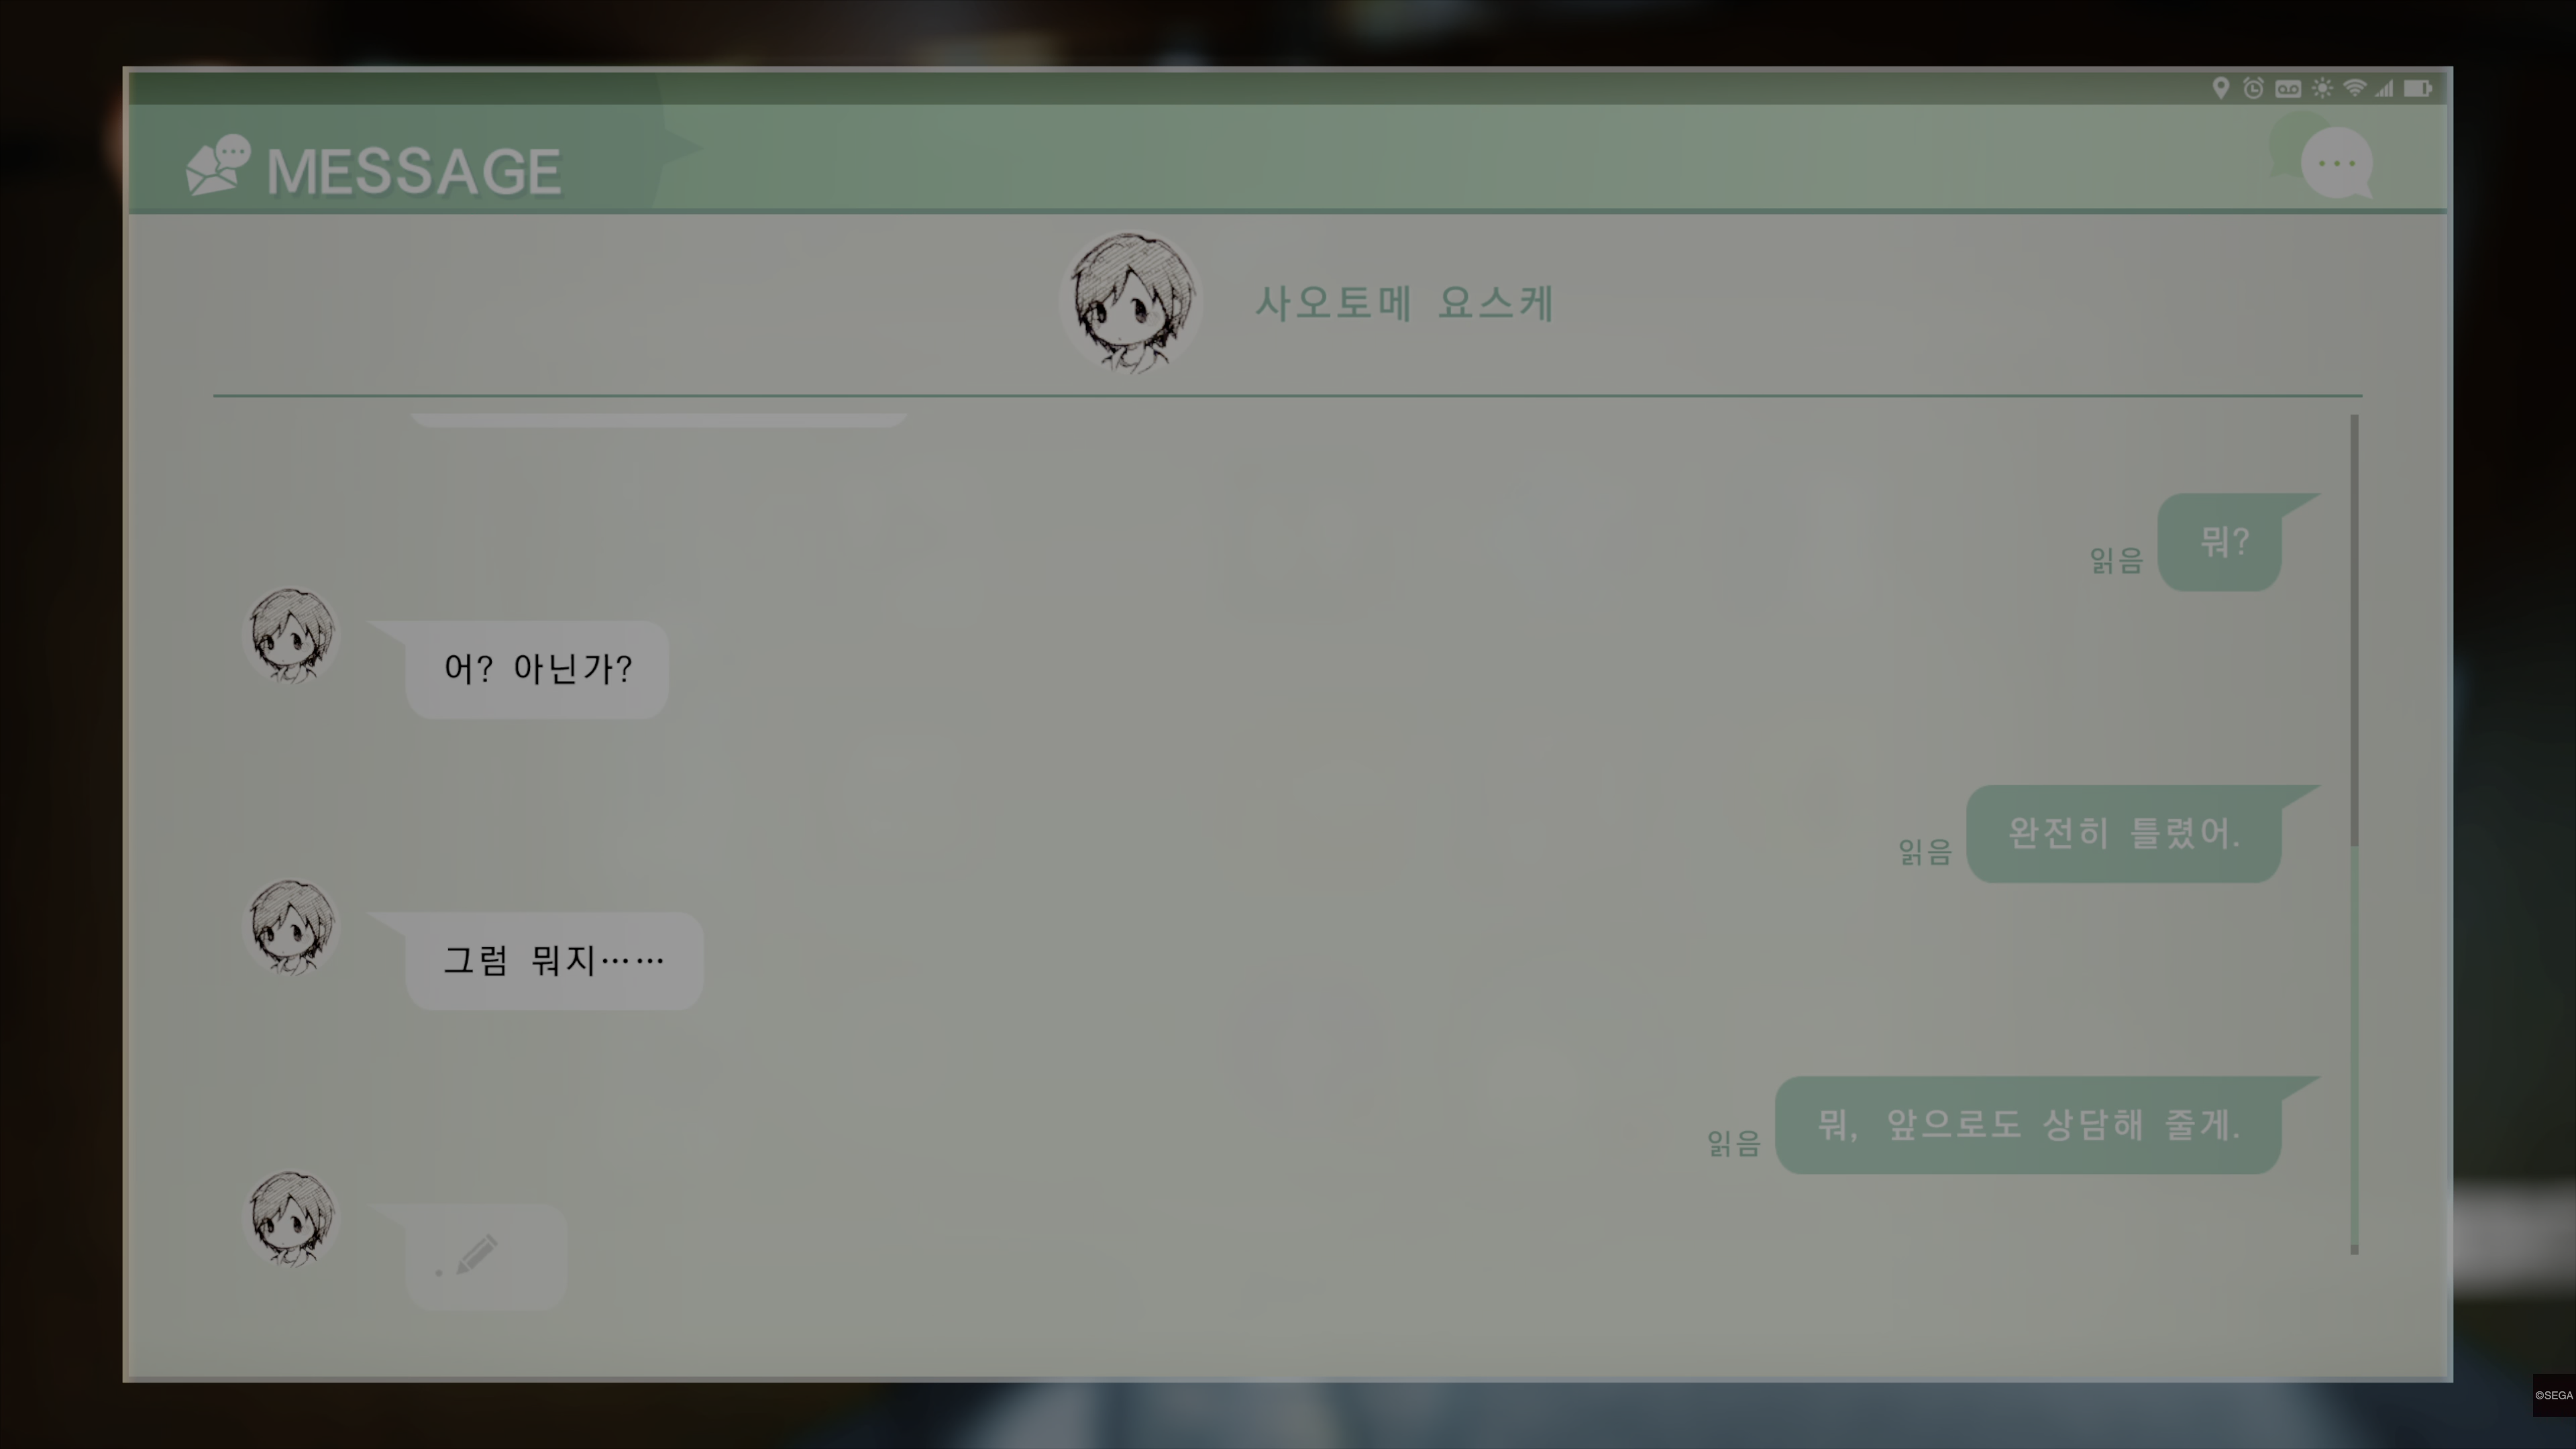 MESSAGE
사오토메 요스케
뭐?
읽음
어? 아닌가?
완전히 틀렸어.
읽음
그럼 뭐지……
뭐, 앞으로도 상담해 줄게.
읽음
©SEGA